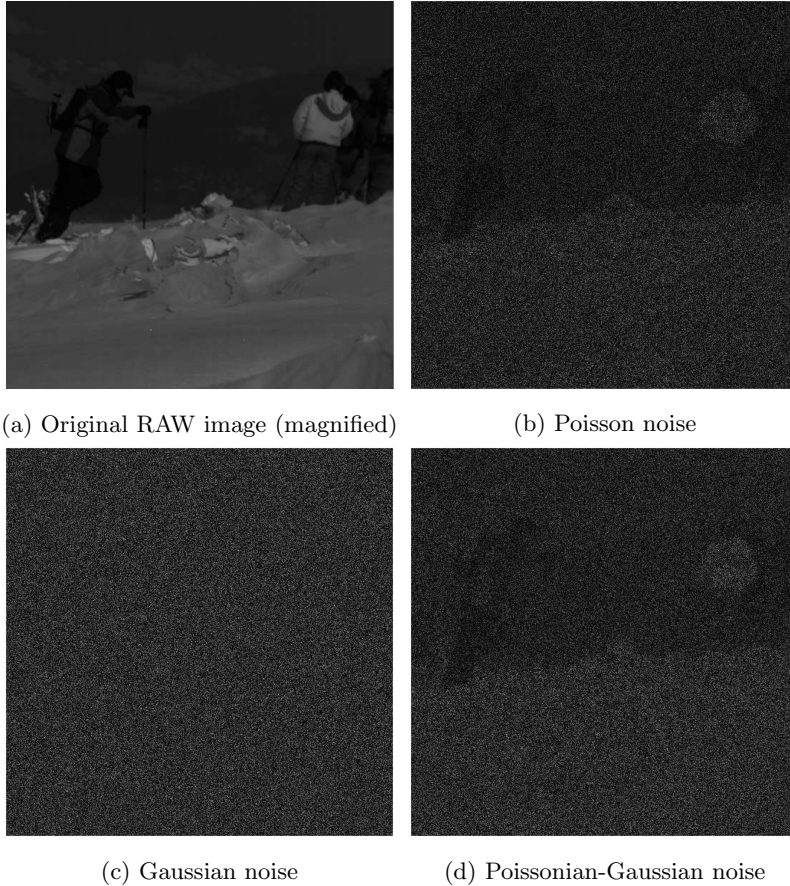 (a) Original RAW image (magnified)
(b) Poisson noise
(c) Gaussian noise
(d) Poissonian-Gaussian noise